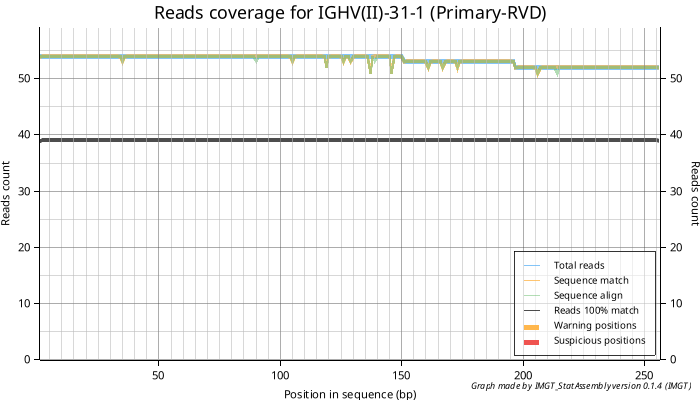 Reads coverage for IGHV(II)-31-1 (Primary-RVD)
50
50
40
40
30
30
20
20
10
10
0
0
Reads count
Reads count
Total reads
Sequence match
Sequence align
Reads 100% match
Warning positions
Suspicious positions
50
100
150
200
250
Position in sequence (bp)
Graph made by IMGT_StatAssembly version 0.1.4 (IMGT)